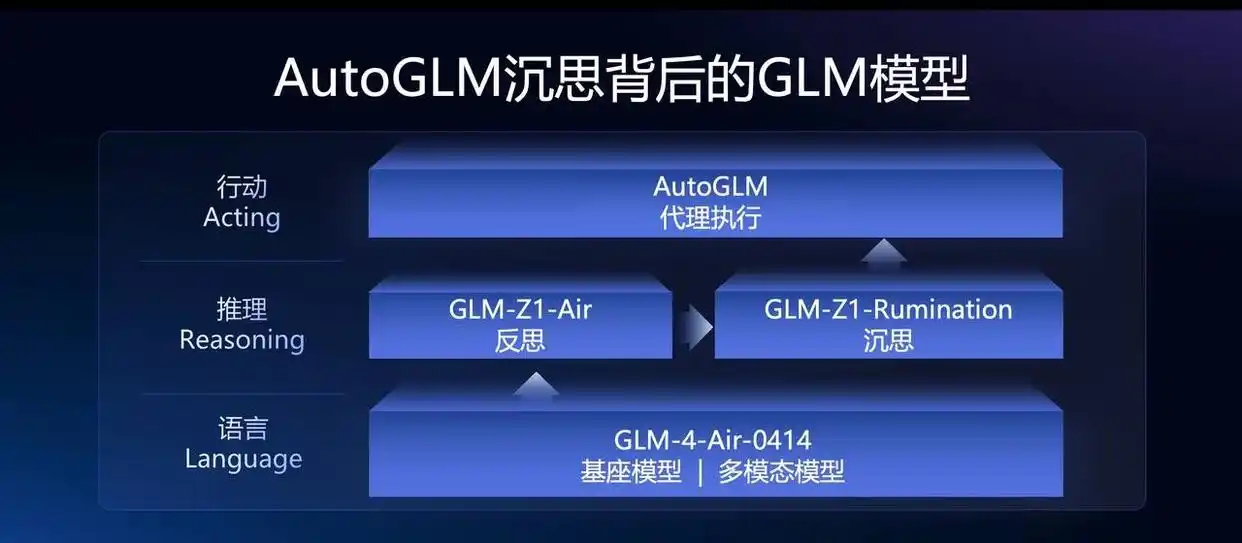 AutoGLM沉思背后的GLM模型
行动
Acting
AutoGLM
代理执行
推理
Reasoning
GLM-Z1-Air
反思
GLM-Z1-Rumination
沉思
语言
Language
GLM-4-Air-0414
基座模型 | 多模态模型